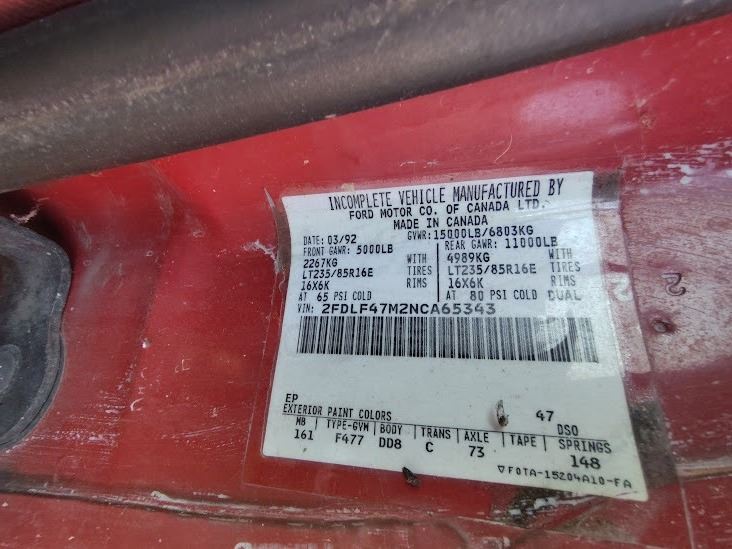 INCOMPLETE VEHICLE MANUFACTURED BY
FORD MOTOR CO. OF CANADA LTD.
MADE IN CANADA
DATE: 03/92 GVWR: 15000LB/6803KG
FRONT GAWR: 5000LB REAR GAWR: 11000LB
2267KG WITH 4989KG WITH
LT235/85R16E TIRES LT235/85R16E TIRES
16X6K RIMS 16X6K RIMS
AT 65 PSI COLD AT 80 PSI COLD DUAL
VIN: 2FDLF47M2NCA65343
EP 47
EXTERIOR PAINT COLORS DSO
WB TYPE-GVW BODY TRANS AXLE TAPE SPRINGS
161 F477 DD8 C 73 148
▽F0TA-15204A10-FA